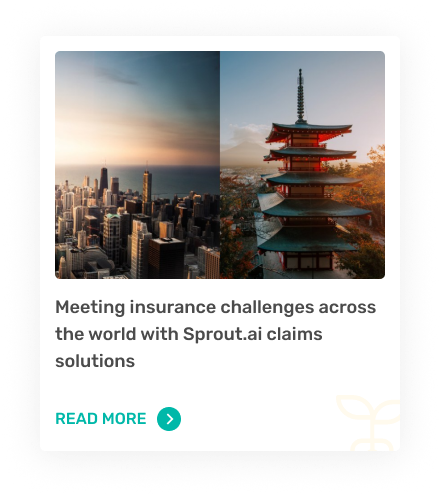 Meeting insurance challenges across
the world with Sprout.ai claims
solutions
READ MORE